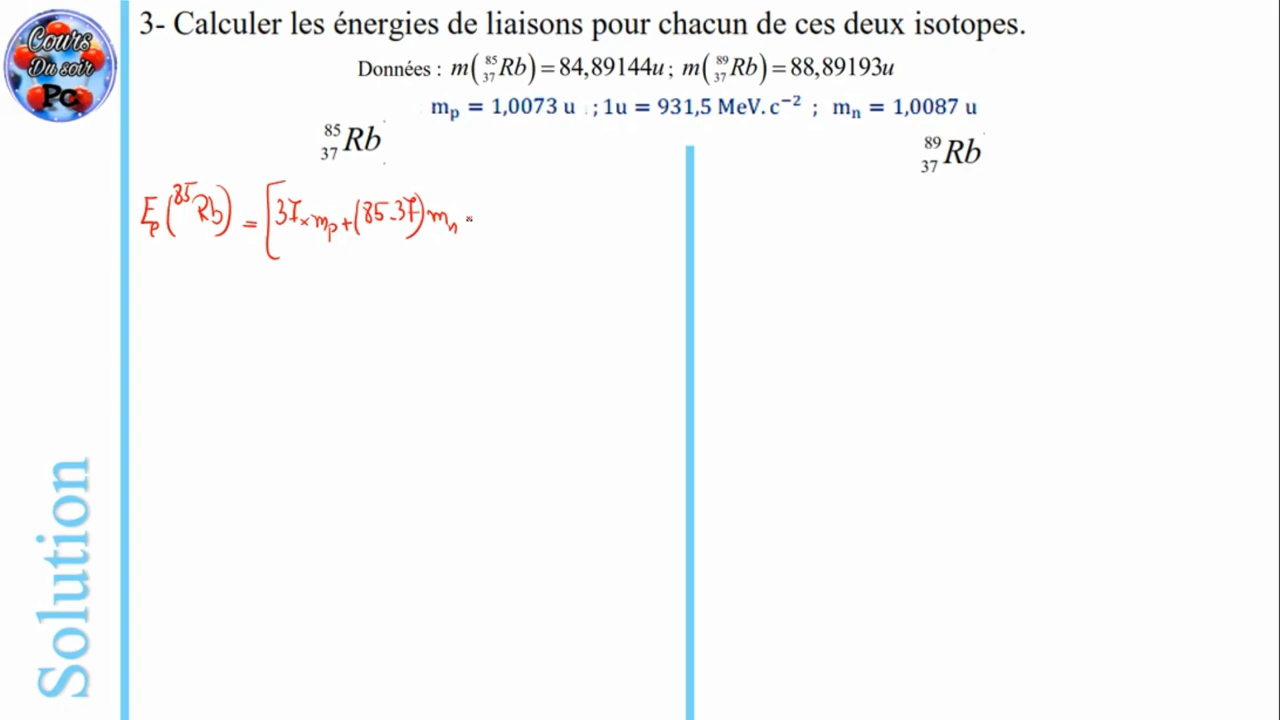 Cours
Du soir
PC
3- Calculer les énergies de liaisons pour chacun de ces deux isotopes.
Données : m(⁸⁵₃₇Rb)=84,89144u ; m(⁸⁹₃₇Rb)=88,89193u
mₚ = 1,0073 u ; 1u = 931,5 MeV.c⁻² ; mₙ = 1,0087 u
⁸⁵₃₇Rb
⁸⁹₃₇Rb
Eₚ(⁸⁵Rb) = [37×mₚ+(85-37)mₙ -
Solution